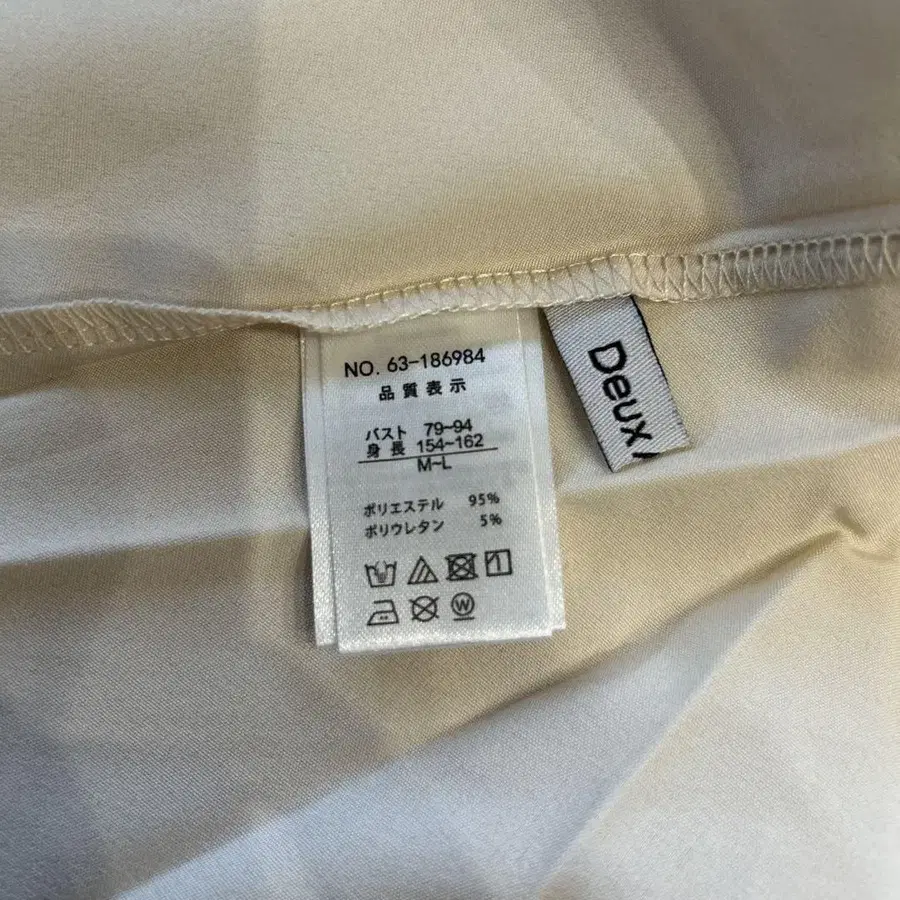 NO. 63-186984
品質表示
バスト 79~94
身長 154~162
M~L
ポリエステル 95%
ポリウレタン 5%
W
Deux